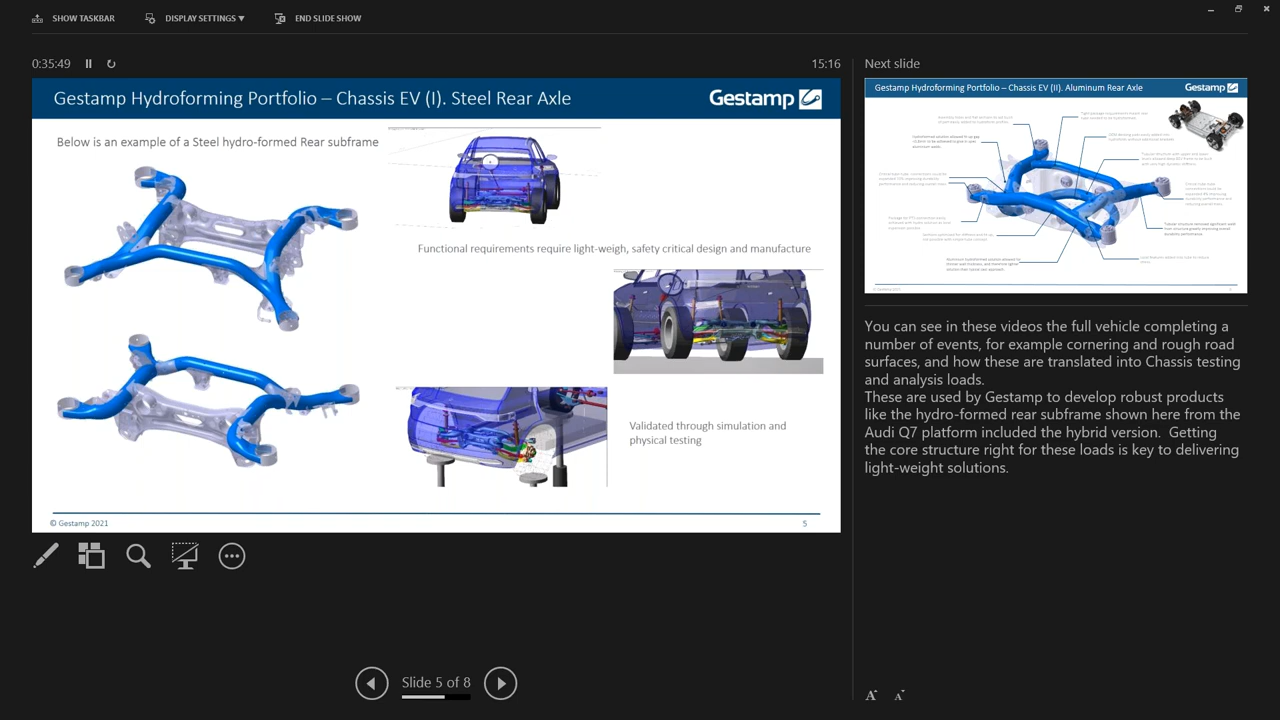 SHOW TASKBAR
DISPLAY SETTINGS ▼
END SLIDE SHOW
0:35:49
15:16
Next slide
Gestamp Hydroforming Portfolio – Chassis EV (I). Steel Rear Axle
Gestamp
Below is an example of a Steel hydro-formed Rear subframe
Functional requirements require light-weigh, safety critical design and manufacture
Validated through simulation and
physical testing
© Gestamp 2021
5
Gestamp Hydroforming Portfolio – Chassis EV (II). Aluminum Rear Axle
Gestamp
You can see in these videos the full vehicle completing a
number of events, for example cornering and rough road
surfaces, and how these are translated into Chassis testing
and analysis loads.
These are used by Gestamp to develop robust products
like the hydro-formed rear subframe shown here from the
Audi Q7 platform included the hybrid version.  Getting
the core structure right for these loads is key to delivering
light-weight solutions.
Slide 5 of 8
A A